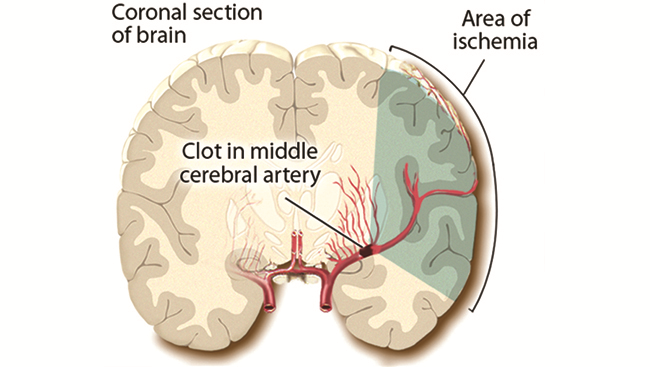 Coronal section
of brain
Area of
ischemia
Clot in middle
cerebral artery